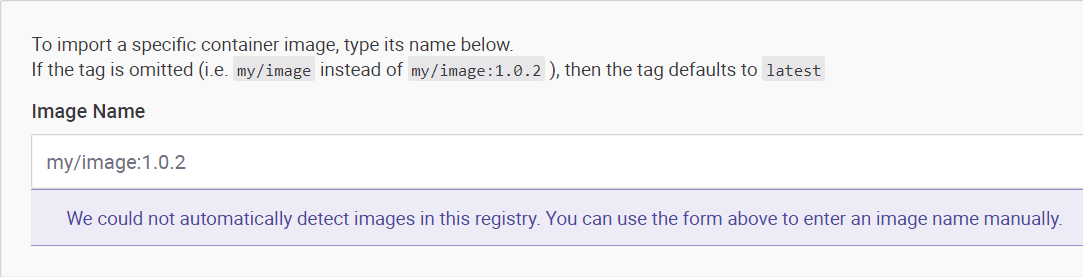 To import a specific container image, type its name below.
If the tag is omitted (i.e. my/image instead of my/image:1.0.2 ), then the tag defaults to latest
Image Name
my/image:1.0.2
We could not automatically detect images in this registry. You can use the form above to enter an image name manually.